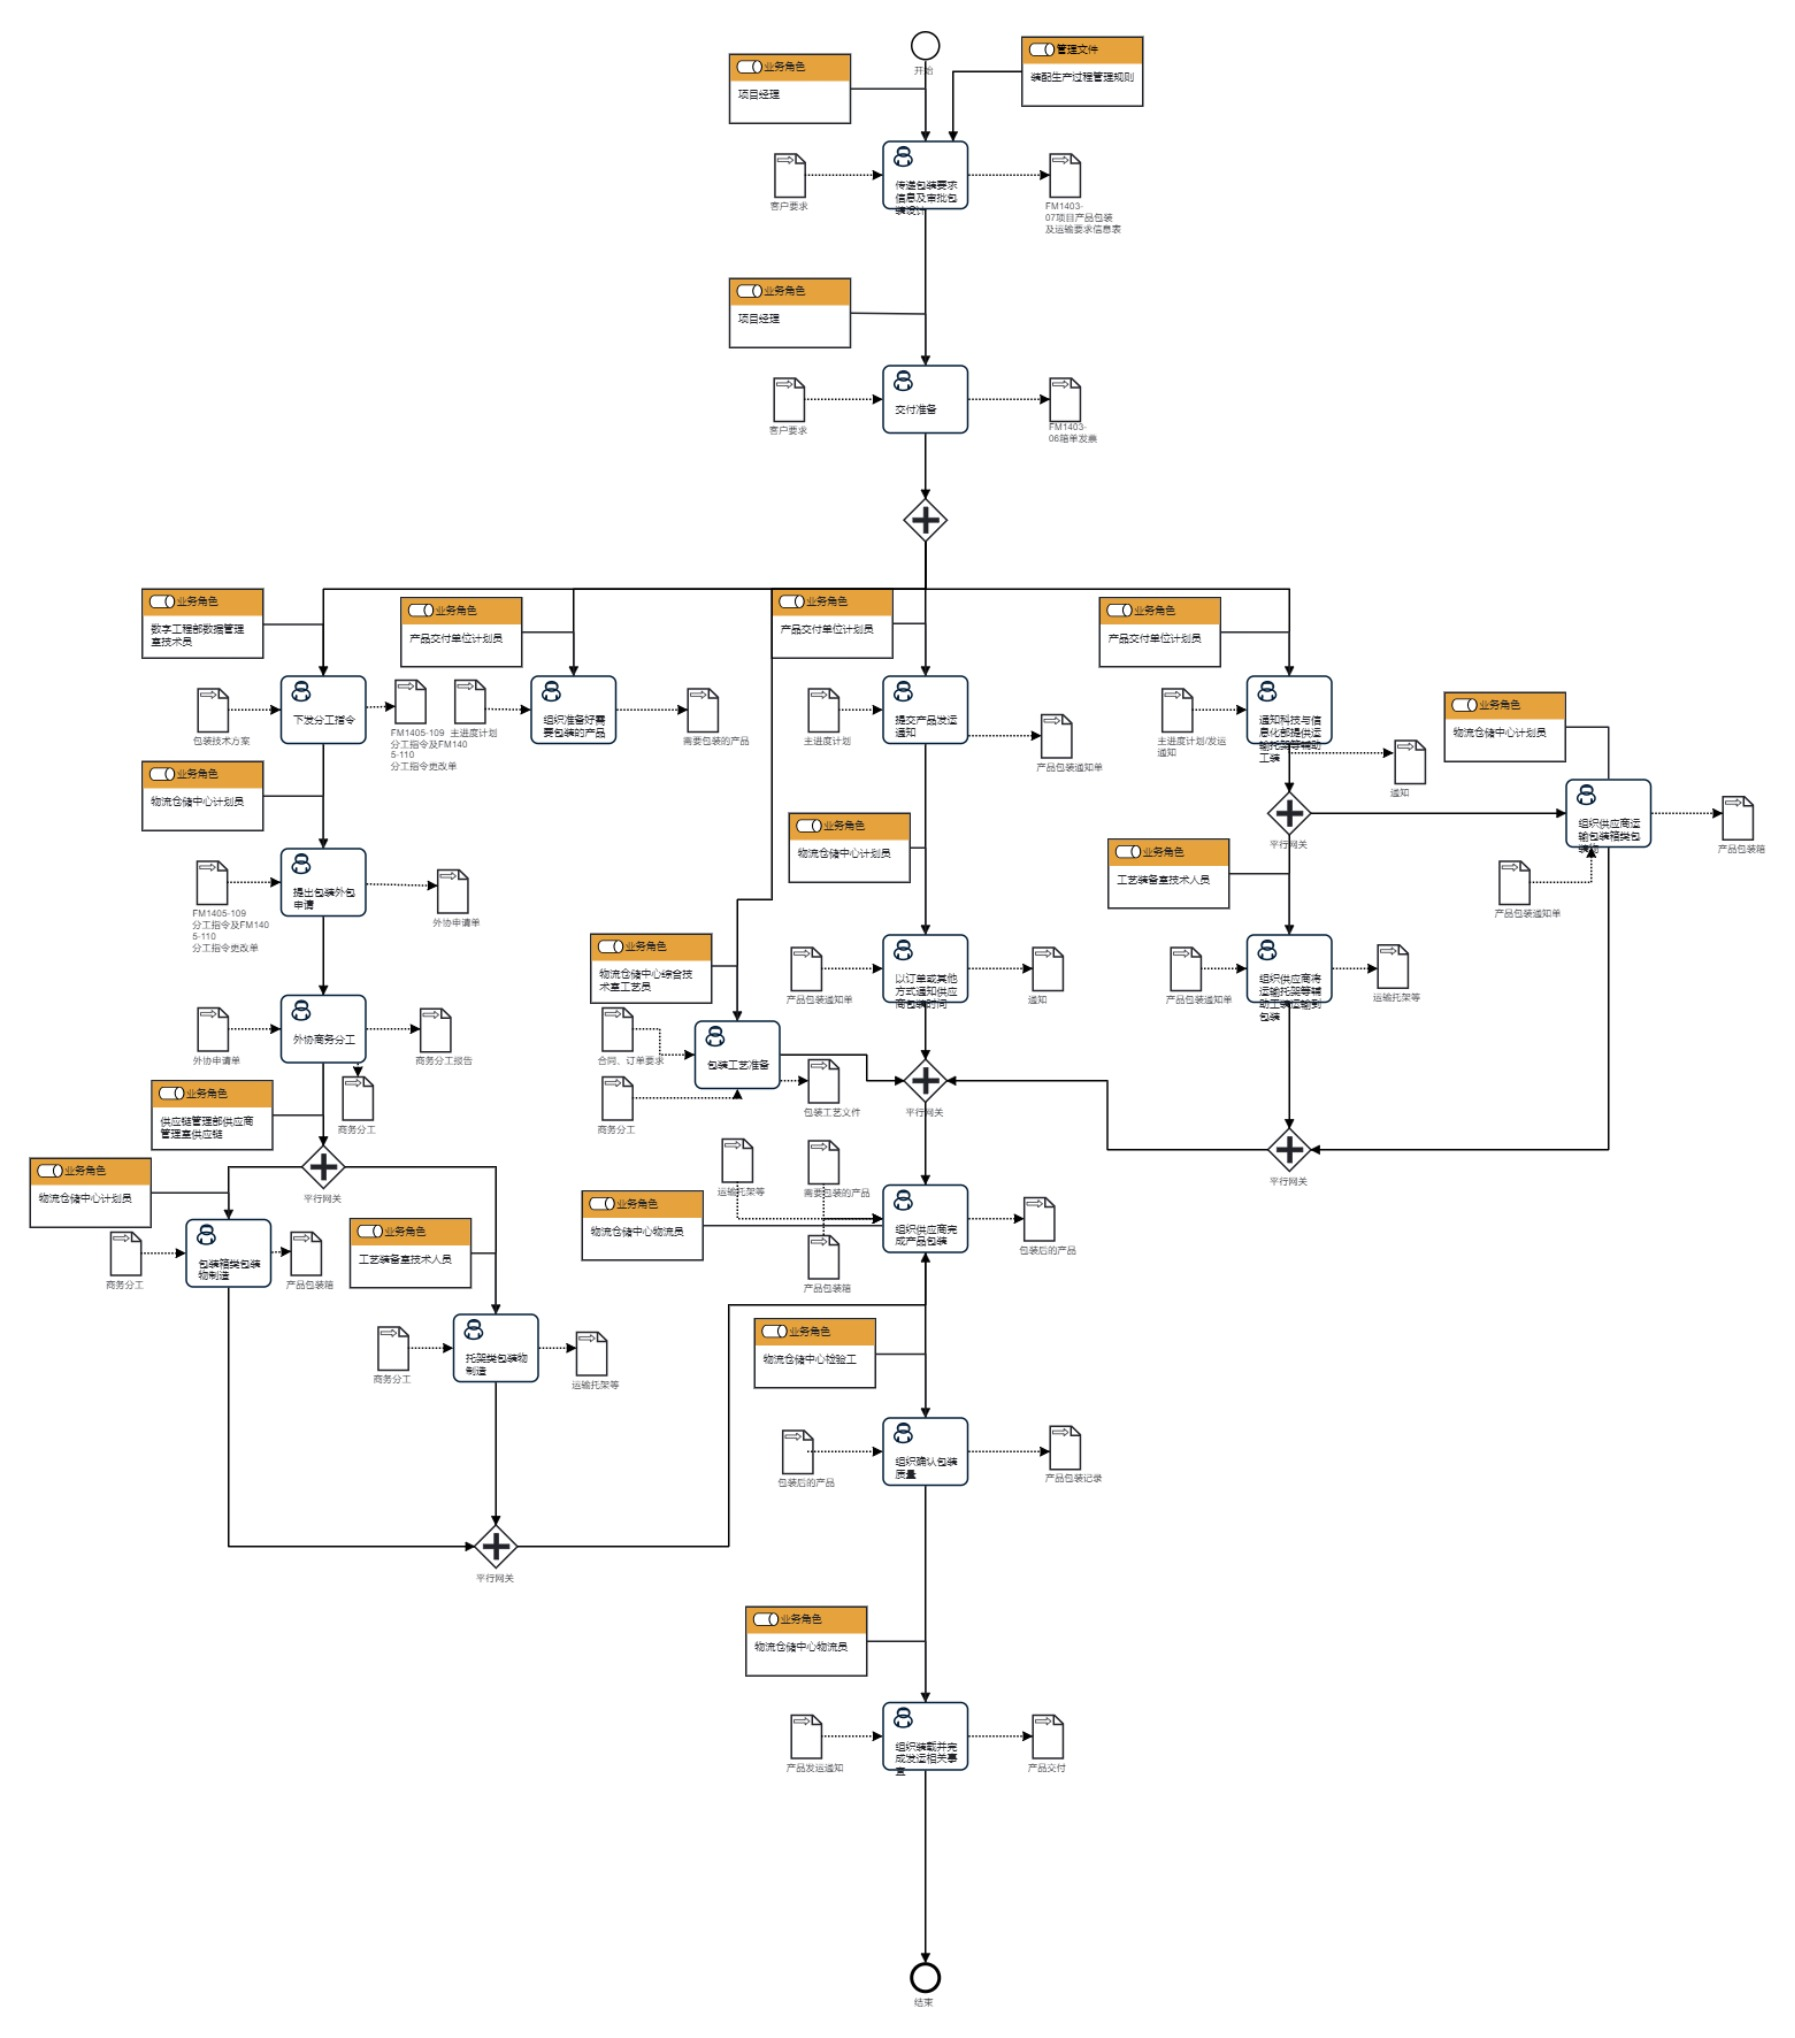 开始
业务角色
项目经理
管理文件
装配生产过程管理规则
传递包装要求
信息及审批包
装设计
客户要求
FM1403-
07项目产品包装
及运输要求信息表
业务角色
项目经理
交付准备
客户要求
FM1403-
06箱单发票
业务角色
数字工程部数据管理
室技术员
业务角色
产品交付单位计划员
业务角色
产品交付单位计划员
业务角色
产品交付单位计划员
下发分工指令
包装技术方案
FM1405-109
分工指令及FM140
5-110
分工指令更改单
主进度计划
组织准备好需
要包装的产品
需要包装的产品
主进度计划
提交产品发运
通知
产品包装通知单
主进度计划/发运
通知
通知科技与信
息化部提供运
输托架等辅助
工装
通知
业务角色
物流仓储中心计划员
组织供应商运
输包装箱类包
装物
产品包装箱
产品包装通知单
平行网关
业务角色
物流仓储中心计划员
提出包装外包
申请
FM1405-109
分工指令及FM140
5-110
分工指令更改单
外协申请单
业务角色
物流仓储中心计划员
业务角色
工艺装备室技术人员
业务角色
物流仓储中心综合技
术室工艺员
产品包装通知单
以订单或其他
方式通知供应
商包装时间
通知
产品包装通知单
组织供应商将
运输托架等辅
助工装运输到
包装
运输托架等
外协申请单
外协商务分工
商务分工报告
商务分工
合同、订单要求
包装工艺准备
商务分工
包装工艺文件
平行网关
平行网关
业务角色
供应链管理部供应商
管理室供应链
平行网关
业务角色
物流仓储中心计划员
商务分工
包装箱类包装
物制造
产品包装箱
业务角色
工艺装备室技术人员
商务分工
托架类包装物
制造
运输托架等
平行网关
运输托架等
需要包装的产品
业务角色
物流仓储中心物流员
组织供应商完
成产品包装
包装后的产品
产品包装箱
业务角色
物流仓储中心检验工
包装后的产品
组织确认包装
质量
产品包装记录
业务角色
物流仓储中心物流员
产品发运通知
组织装载并完
成发运相关事
宜
产品交付
结束